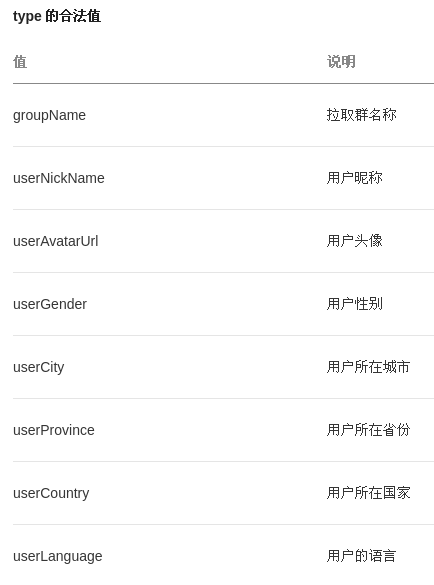 type 的合法值
值 说明
groupName 拉取群名称
userNickName 用户昵称
userAvatarUrl 用户头像
userGender 用户性别
userCity 用户所在城市
userProvince 用户所在省份
userCountry 用户所在国家
userLanguage 用户的语言